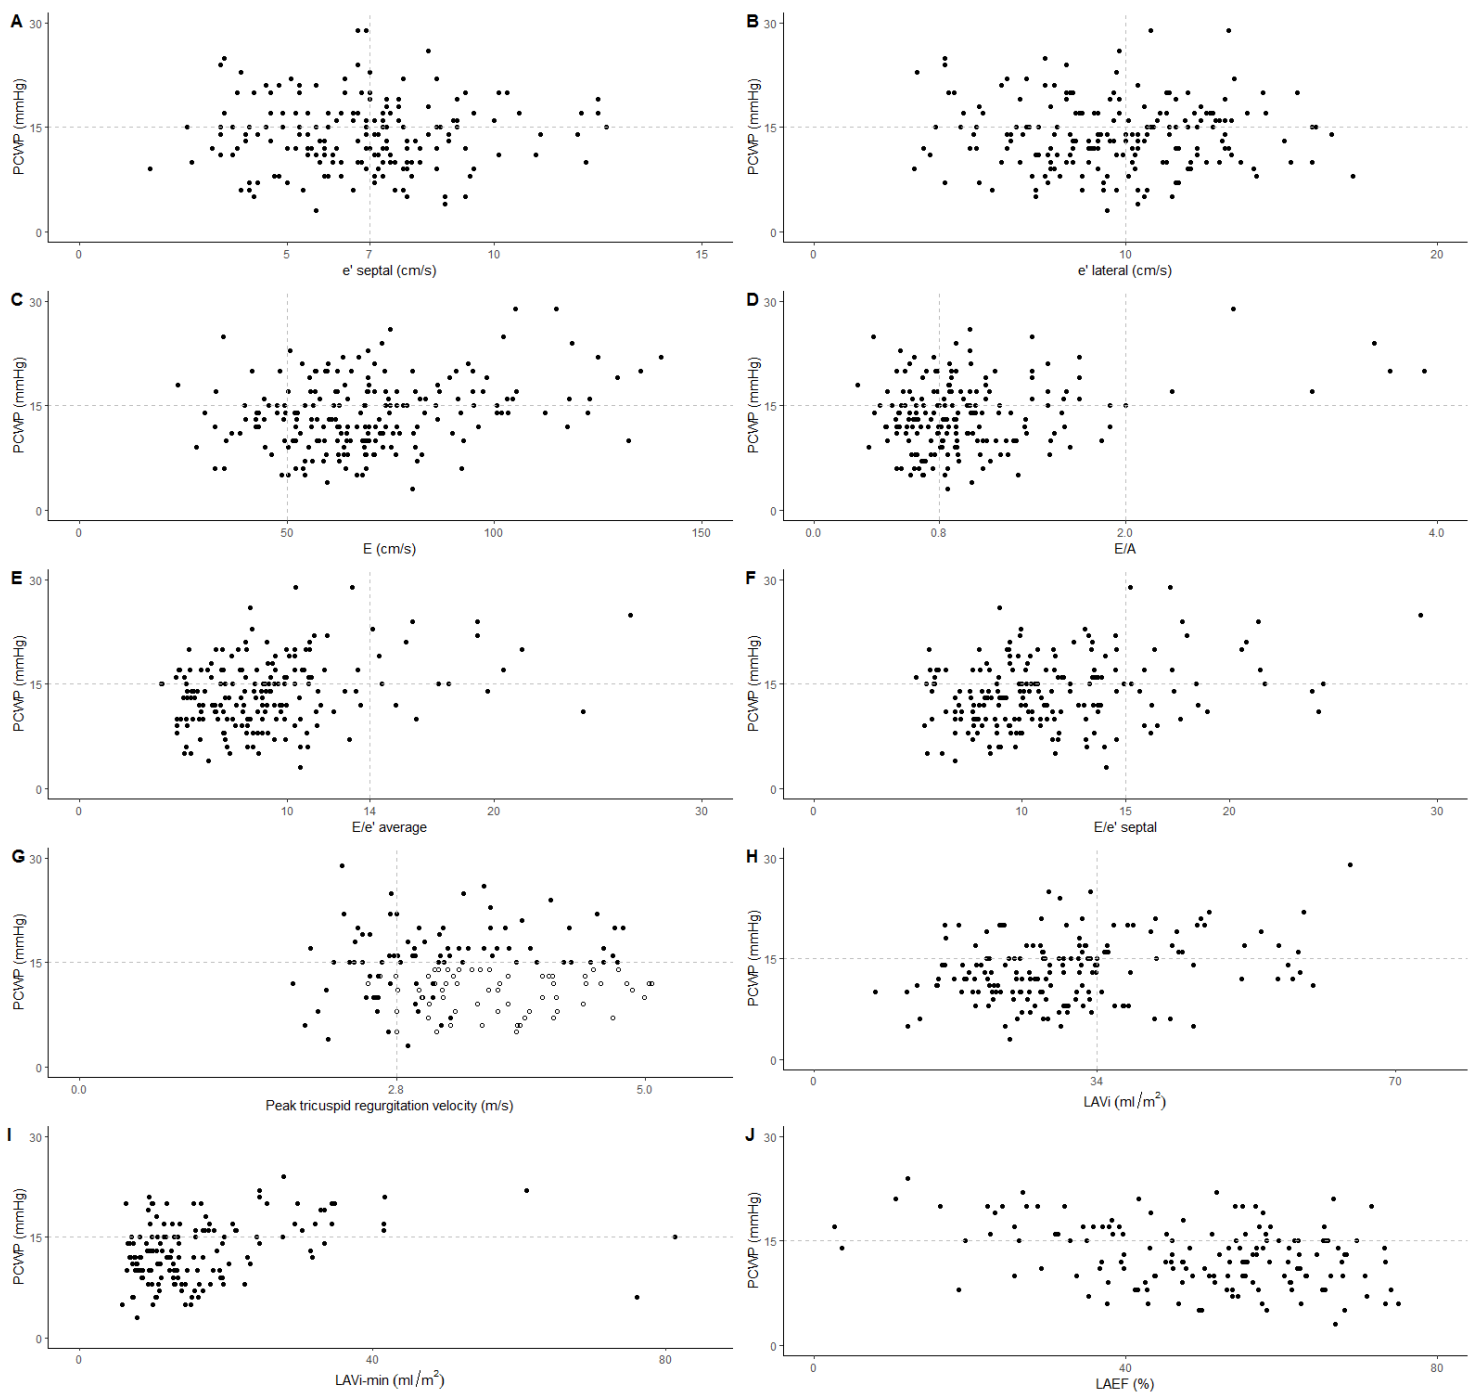 A
PCWP (mmHg)
30
15
0
0
5
7
10
15
e' septal (cm/s)
B
PCWP (mmHg)
30
15
0
0
10
20
e' lateral (cm/s)
C
PCWP (mmHg)
30
15
0
0
50
100
150
E (cm/s)
D
PCWP (mmHg)
30
15
0
0.0
0.8
2.0
4.0
E/A
E
PCWP (mmHg)
30
15
0
0
10
14
20
30
E/e' average
F
PCWP (mmHg)
30
15
0
0
10
15
20
30
E/e' septal
G
PCWP (mmHg)
30
15
0
0.0
2.8
5.0
Peak tricuspid regurgitation velocity (m/s)
H
PCWP (mmHg)
30
15
0
0
34
70
LAVi (ml/m²)
I
PCWP (mmHg)
30
15
0
0
40
80
LAVi-min (ml/m²)
J
PCWP (mmHg)
30
15
0
0
40
80
LAEF (%)